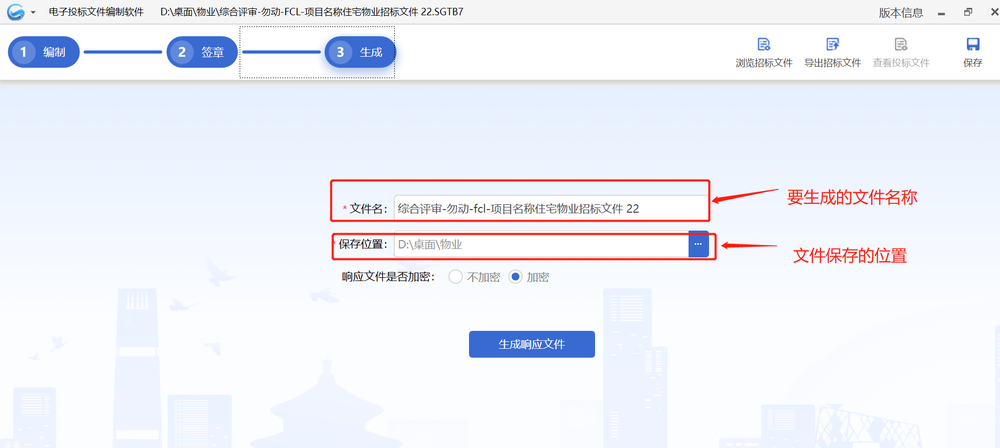 电子投标文件编制软件 D:\桌面\物业\综合评审-勿动-FCL-项目名称住宅物业招标文件 22.SGTB7 版本信息
1 编制 2 签章 3 生成
浏览招标文件 导出招标文件 查看投标文件 保存
* 文件名： 综合评审-勿动-fcl-项目名称住宅物业招标文件 22
要生成的文件名称
* 保存位置： D:\桌面\物业 ...
文件保存的位置
响应文件是否加密： 不加密 加密
生成响应文件